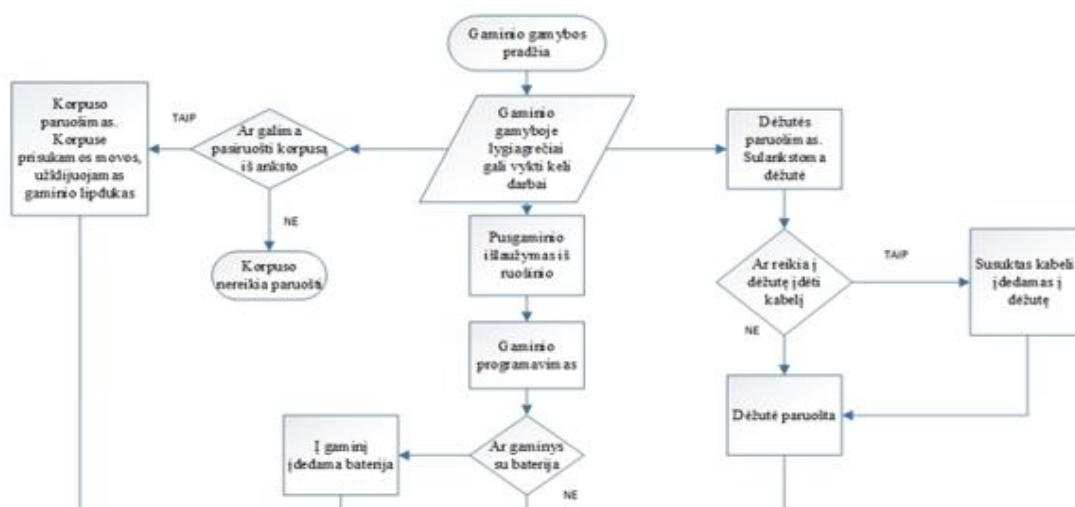 Gaminio gamybos
pradžia
Korpuso
paruošimas.
Korpuse
prisukamos movos,
užklijuojamas
gaminio lipdukas
TAIP
Ar galima
pasiruošti korpusą
iš anksto
NE
Korpuso
nereikia paruošti
Gaminio
gamyboje
lygiagrečiai
gali vykti keli
darbai
Pusgaminio
išlaužymas iš
ruošinio
Gaminio
programavimas
Ar gaminys
su baterija
NE
Į gaminį
įdedama baterija
Dėžutės
paruošimas.
Sulankstoma
dėžutė
Ar reikia į
dėžutę įdėti
kabelį
TAIP
NE
Susuktas kabeli
įdedamas į
dėžutę
Dėžutė paruošta